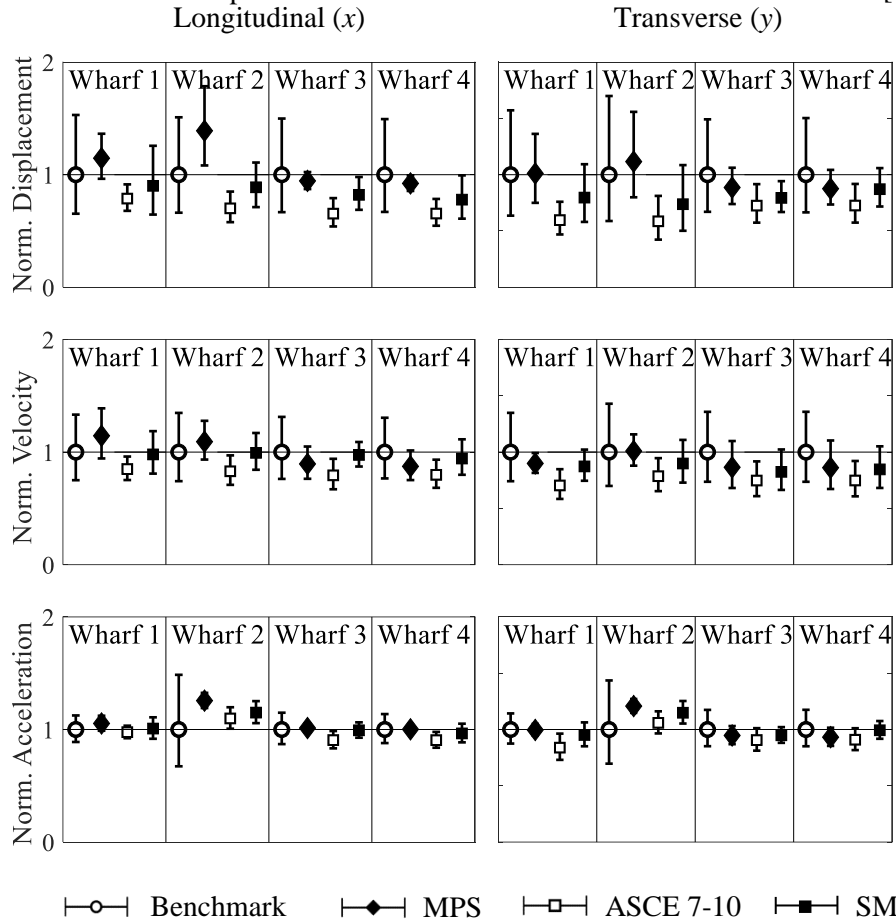 Longitudinal (x)
Transverse (y)
Norm. Displacement
2
1
0
Wharf 1 Wharf 2 Wharf 3 Wharf 4
Wharf 1 Wharf 2 Wharf 3 Wharf 4
Norm. Velocity
2
1
0
Wharf 1 Wharf 2 Wharf 3 Wharf 4
Wharf 1 Wharf 2 Wharf 3 Wharf 4
Norm. Acceleration
2
1
0
Wharf 1 Wharf 2 Wharf 3 Wharf 4
Wharf 1 Wharf 2 Wharf 3 Wharf 4
Benchmark MPS ASCE 7-10 SM